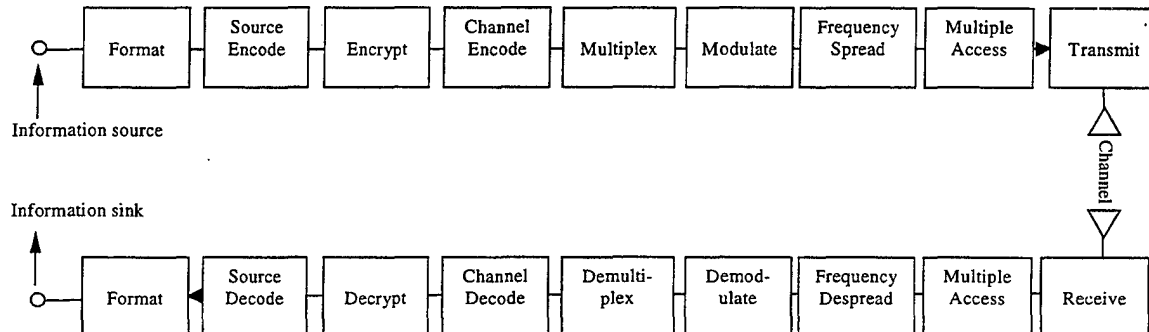 Format
Source
Encode
Encrypt
Channel
Encode
Multiplex
Modulate
Frequency
Spread
Multiple
Access
Transmit
Information source
Channel
Information sink
Format
Source
Decode
Decrypt
Channel
Decode
Demulti-
plex
Demod-
ulate
Frequency
Despread
Multiple
Access
Receive